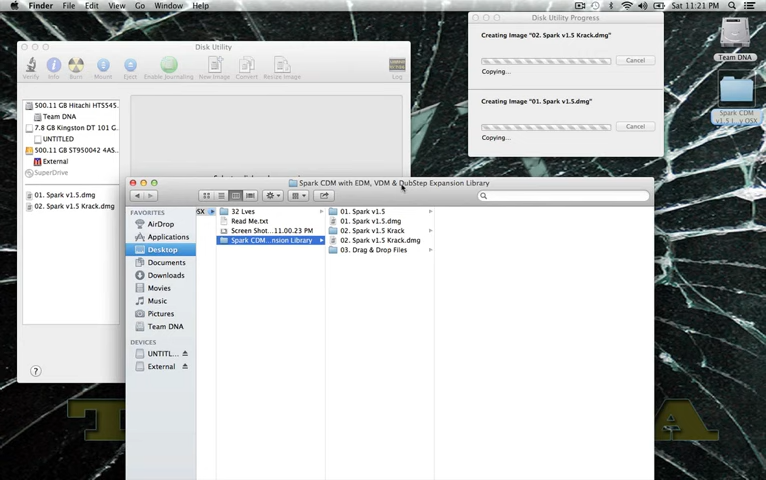 Finder File Edit View Go Window Help
Sat 11:21 PM
Disk Utility
Verify Info Burn Mount Eject Enable Journaling New Image Convert Resize Image Log
500.11 GB Hitachi HTS545...
Team DNA
7.8 GB Kingston DT 101 G...
UNTITLED
500.11 GB ST950042 4AS...
External
SuperDrive
01. Spark v1.5.dmg
02. Spark v1.5 Krack.dmg
?
Disk Utility Progress
Creating Image "02. Spark v1.5 Krack.dmg"
Cancel
Copying...
Creating Image "01. Spark v1.5.dmg"
Cancel
Copying...
Team DNA
Spark CDM
OSX
Spark CDM with EDM, VDM & DubStep Expansion Library
FAVORITES
AirDrop
Applications
Desktop
Documents
Downloads
Movies
Music
Pictures
Team DNA
DEVICES
UNTITL...
External
SX
32 Lves
Read Me.txt
Screen Shot...11.00.23 PM
Spark CDM...nsion Library
01. Spark v1.5
01. Spark v1.5.dmg
02. Spark v1.5 Krack
02. Spark v1.5 Krack.dmg
03. Drag & Drop Files